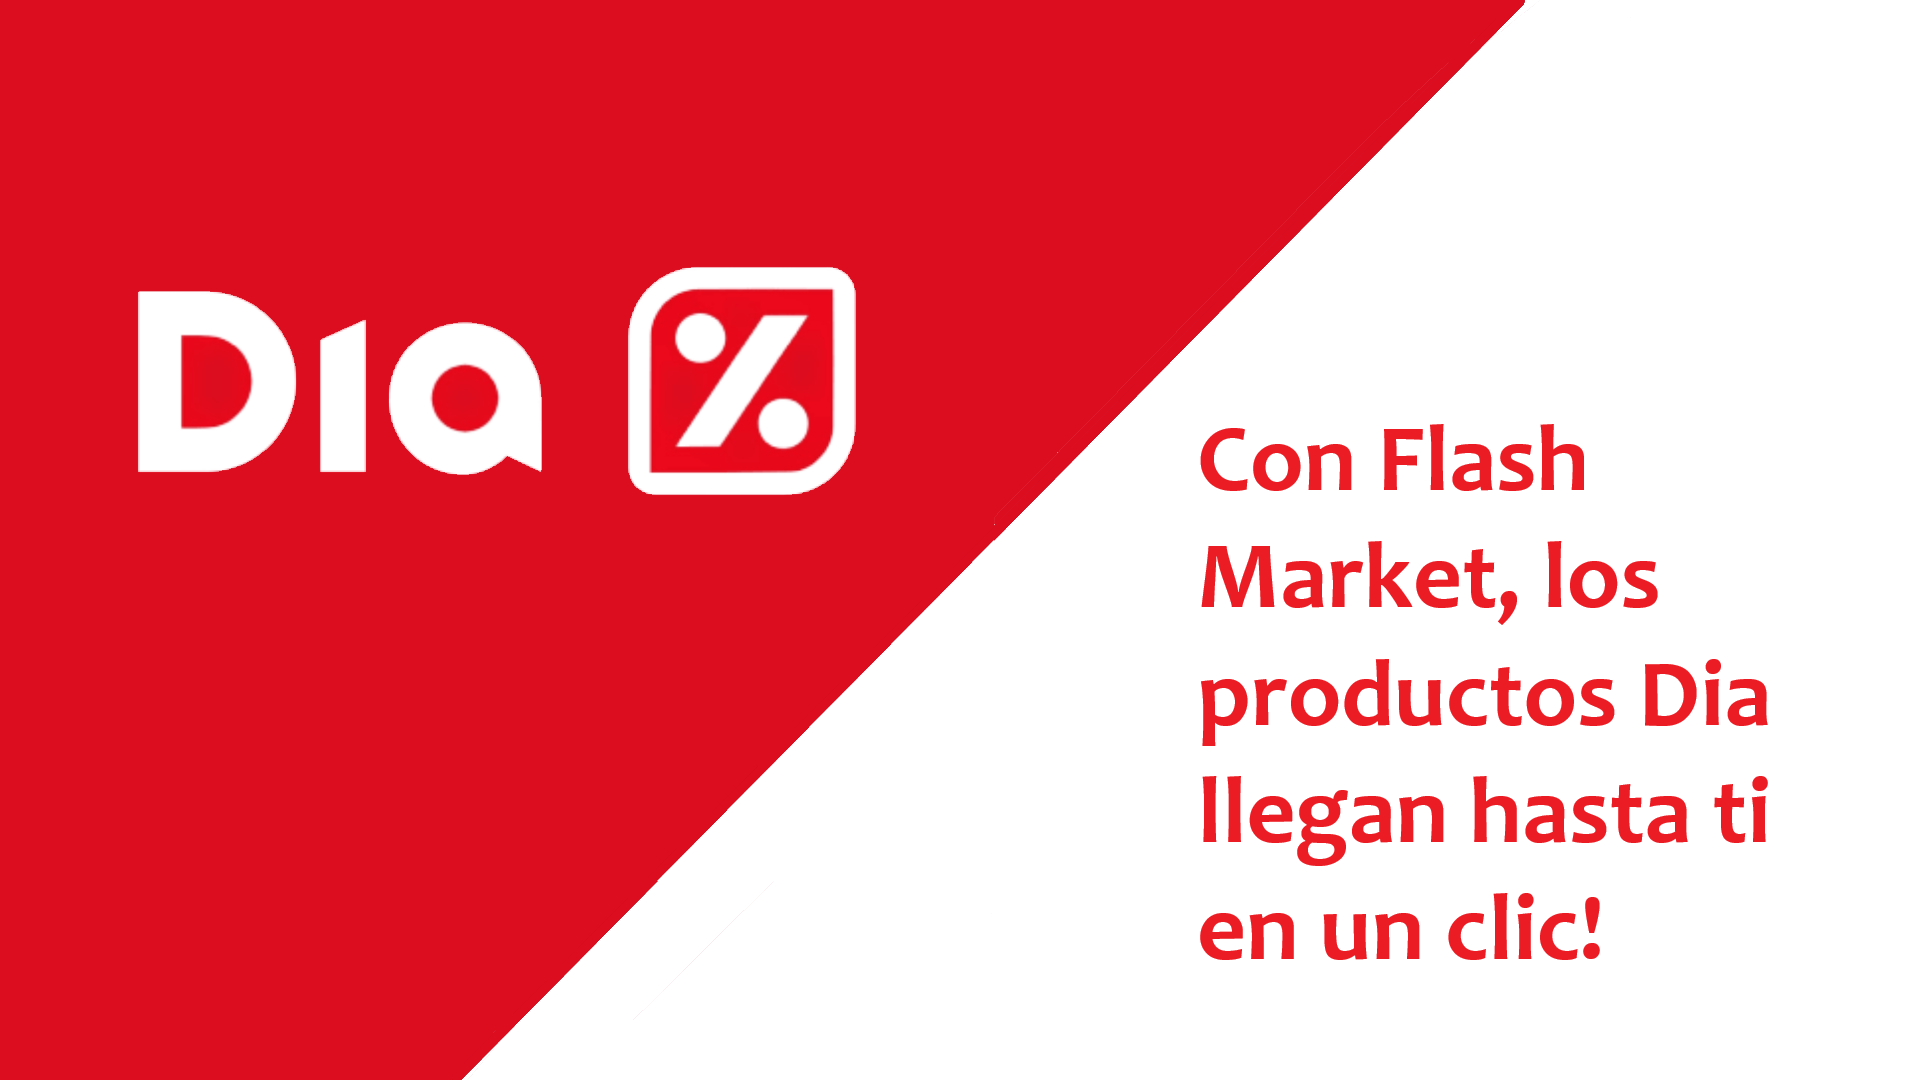 Dia %
Con Flash
Market, los
productos Dia
llegan hasta ti
en un clic!